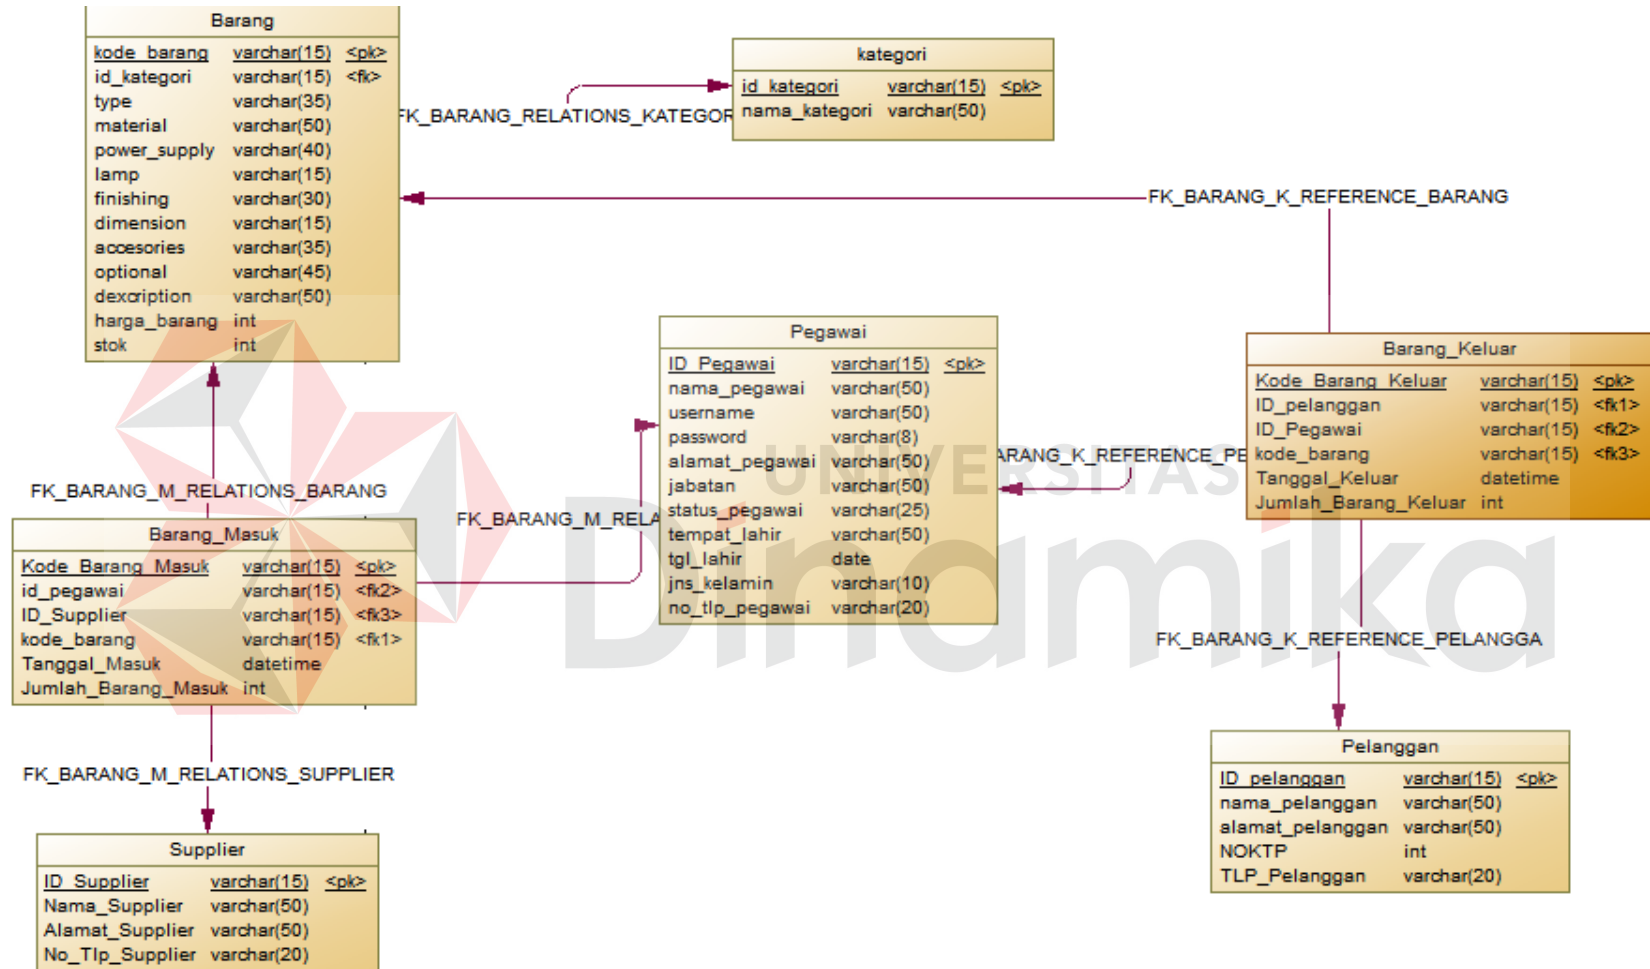 Barang
kode_barang varchar(15) <pk>
id_kategori varchar(15) <fk>
type varchar(35)
material varchar(50)
power_supply varchar(40)
lamp varchar(15)
finishing varchar(30)
dimension varchar(15)
accesories varchar(35)
optional varchar(45)
dexcription varchar(50)
harga_barang int
stok int
kategori
id_kategori varchar(15) <pk>
nama_kategori varchar(50)
FK_BARANG_RELATIONS_KATEGOR
FK_BARANG_K_REFERENCE_BARANG
Pegawai
ID_Pegawai varchar(15) <pk>
nama_pegawai varchar(50)
username varchar(50)
password varchar(8)
alamat_pegawai varchar(50)
jabatan varchar(50)
status_pegawai varchar(25)
tempat_lahir varchar(50)
tgl_lahir date
jns_kelamin varchar(10)
no_tlp_pegawai varchar(20)
Barang_Keluar
Kode_Barang_Keluar varchar(15) <pk>
ID_pelanggan varchar(15) <fk1>
ID_Pegawai varchar(15) <fk2>
kode_barang varchar(15) <fk3>
Tanggal_Keluar datetime
Jumlah_Barang_Keluar int
ARANG_K_REFERENCE_PE
FK_BARANG_M_RELATIONS_BARANG
FK_BARANG_M_RELA
Barang_Masuk
Kode_Barang_Masuk varchar(15) <pk>
id_pegawai varchar(15) <fk2>
ID_Supplier varchar(15) <fk3>
kode_barang varchar(15) <fk1>
Tanggal_Masuk datetime
Jumlah_Barang_Masuk int
FK_BARANG_K_REFERENCE_PELANGGA
FK_BARANG_M_RELATIONS_SUPPLIER
Pelanggan
ID_pelanggan varchar(15) <pk>
nama_pelanggan varchar(50)
alamat_pelanggan varchar(50)
NOKTP int
TLP_Pelanggan varchar(20)
Supplier
ID_Supplier varchar(15) <pk>
Nama_Supplier varchar(50)
Alamat_Supplier varchar(50)
No_Tlp_Supplier varchar(20)
UNIVERSITAS
Dinamika